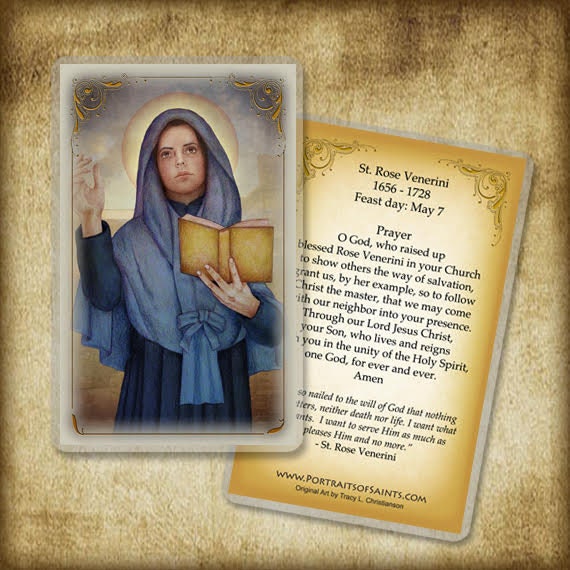 St. Rose Venerini
1656 - 1728
Feast day: May 7
Prayer
O God, who raised up
blessed Rose Venerini in your Church
to show others the way of salvation,
grant us, by her example, so to follow
Christ the master, that we may come
with our neighbor into your presence.
Through our Lord Jesus Christ,
your Son, who lives and reigns
you in the unity of the Holy Spirit,
one God, for ever and ever.
Amen
so nailed to the will of God that nothing
neither death nor life. I want what
I want to serve Him as much as
pleases Him and no more."
- St. Rose Venerini
www.PortraitsofSaints.com
Original Art by Tracy L. Christianson